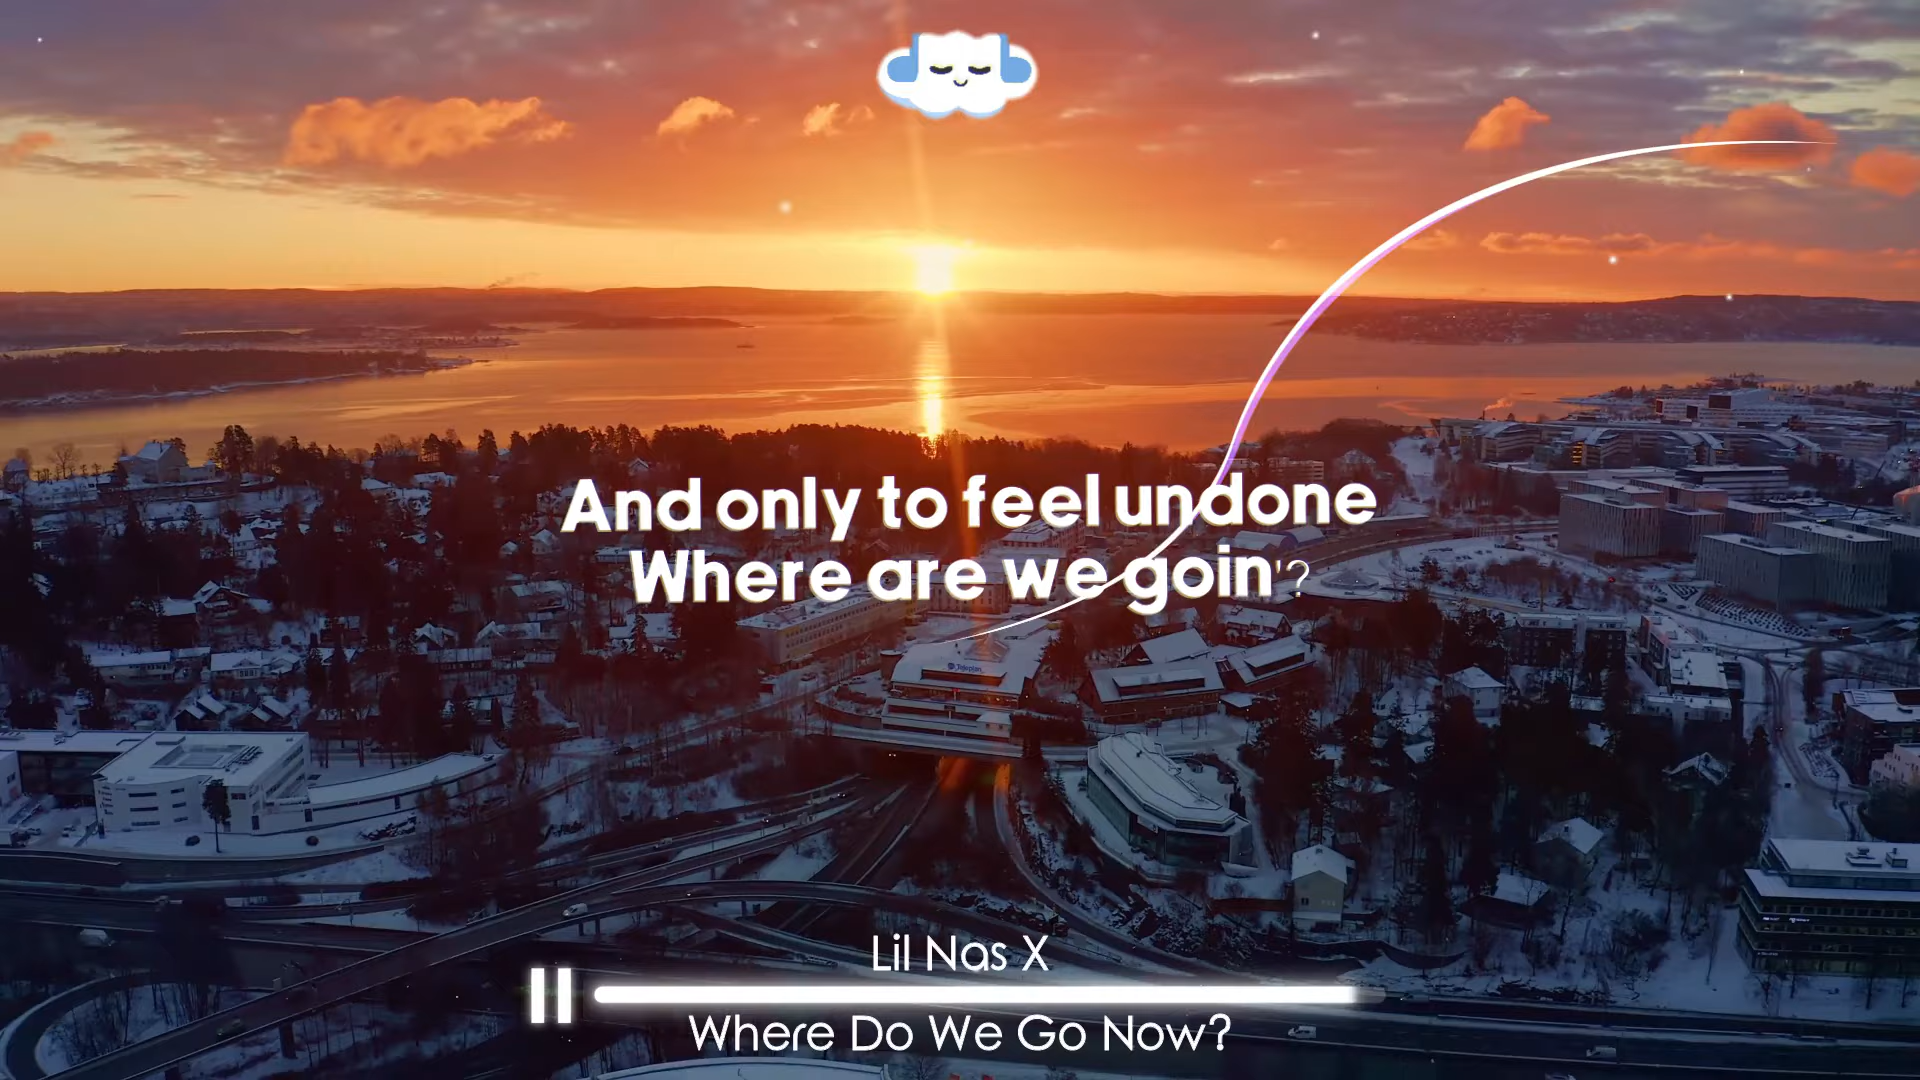 And only to feel undone
Where are we goin'?
Lil Nas X
Where Do We Go Now?